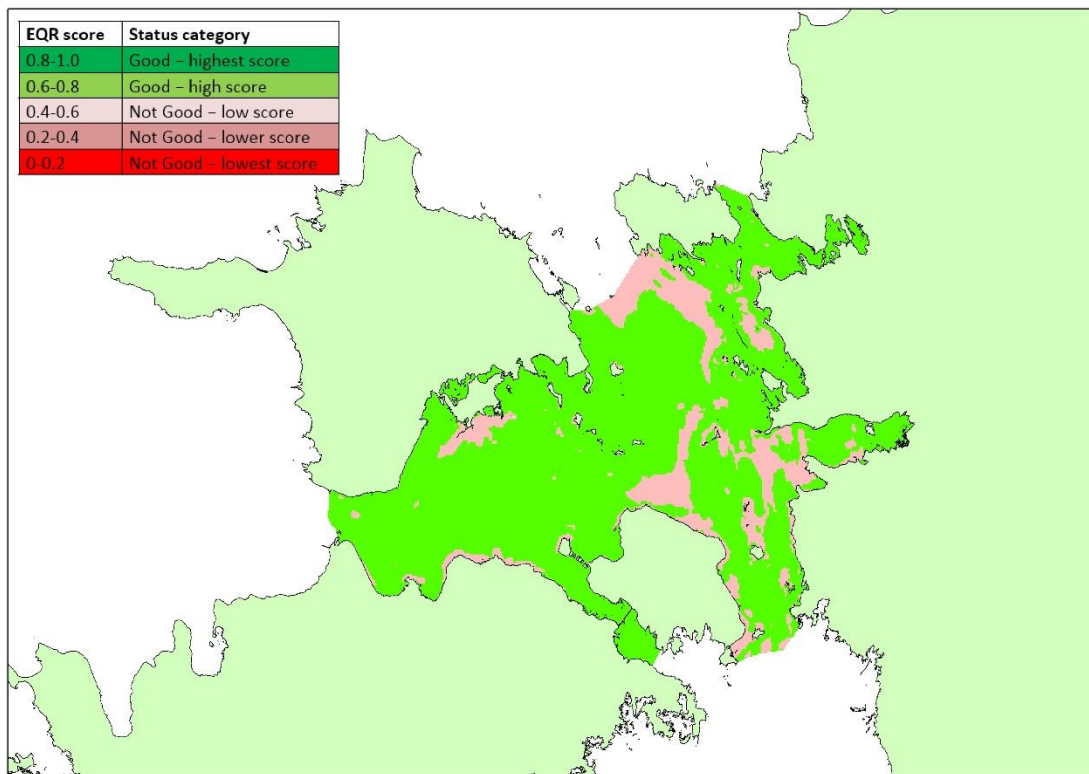 EQR score Status category
0.8-1.0 Good – highest score
0.6-0.8 Good – high score
0.4-0.6 Not Good – low score
0.2-0.4 Not Good – lower score
0-0.2 Not Good – lowest score